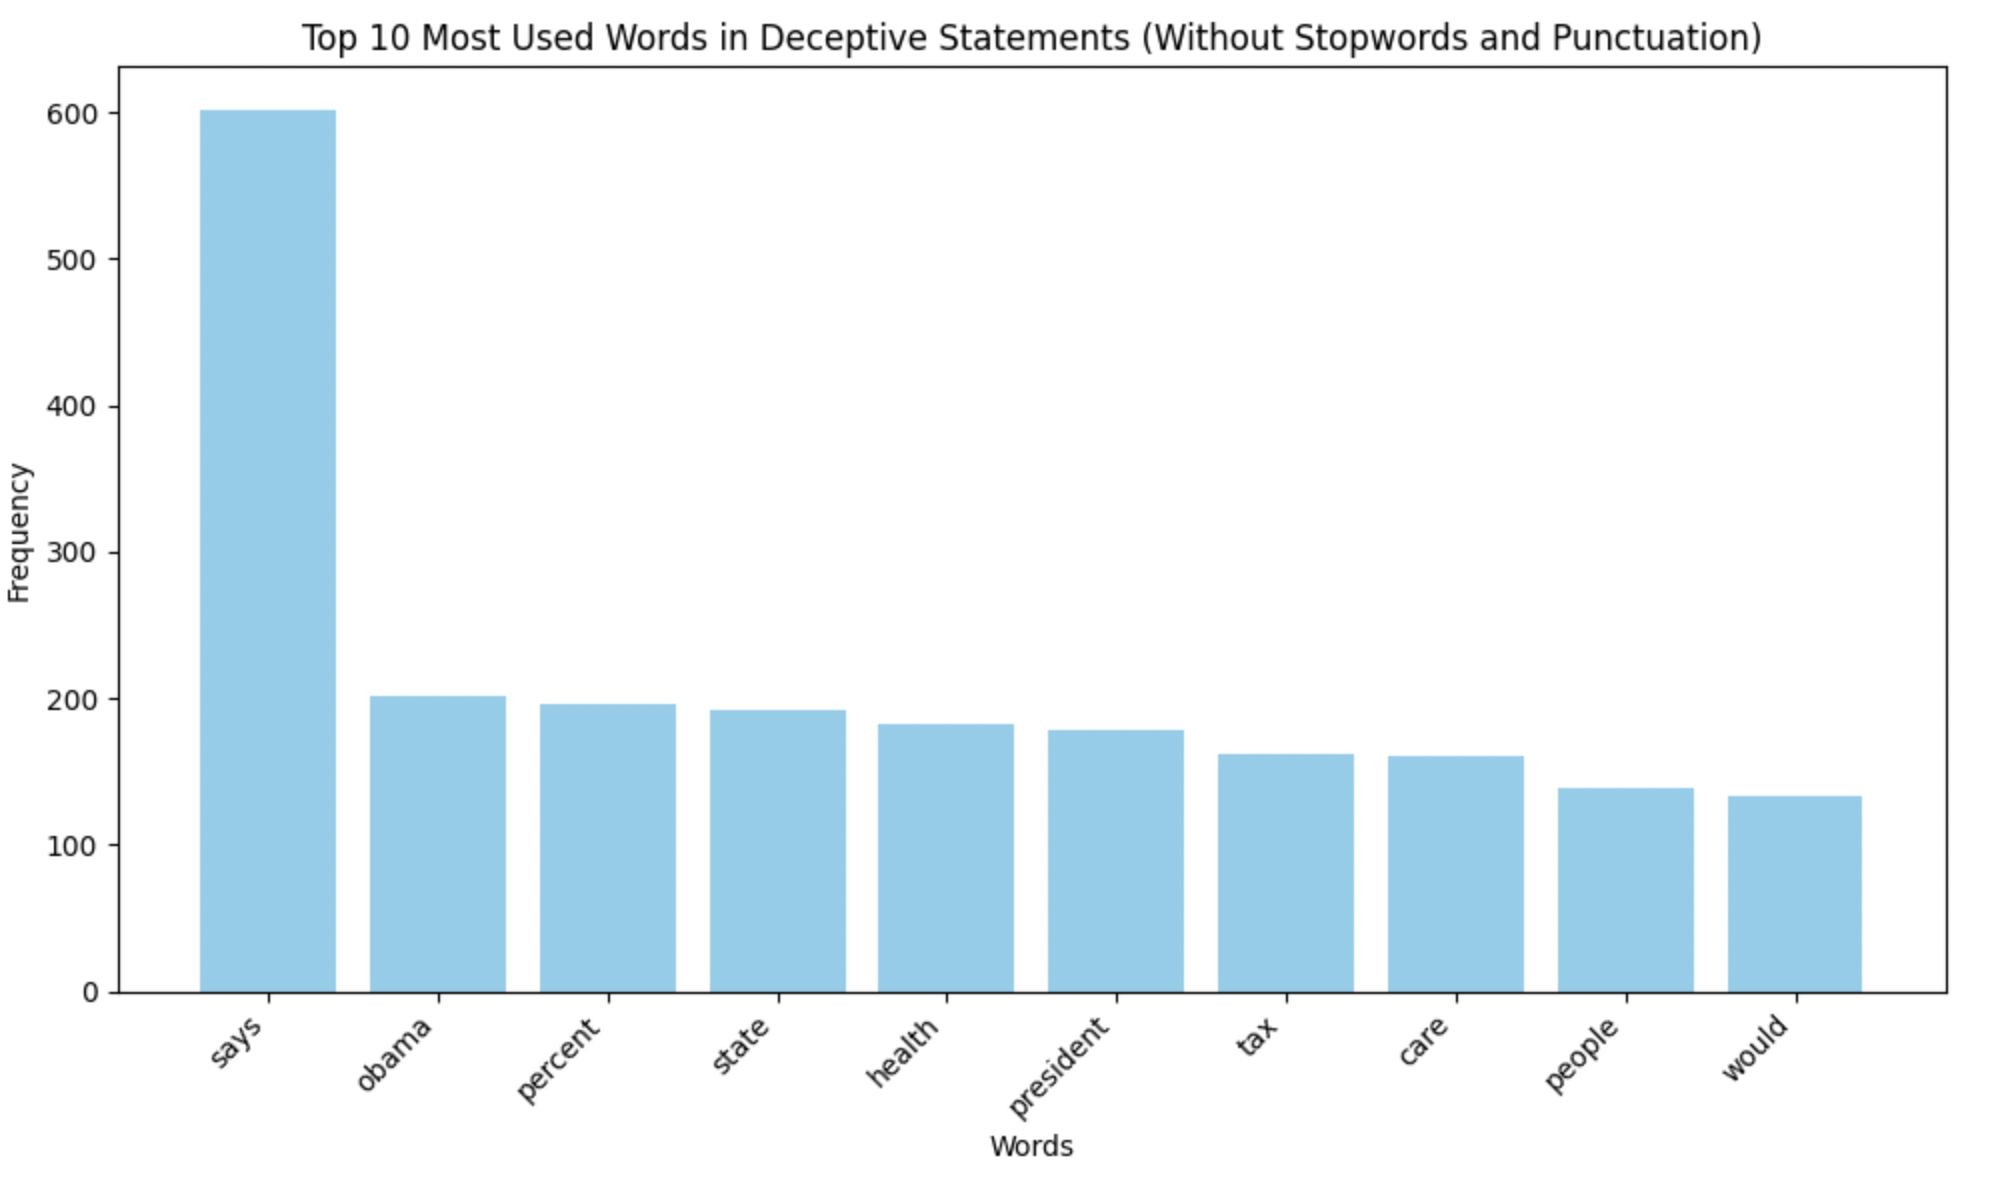 Top 10 Most Used Words in Deceptive Statements (Without Stopwords and Punctuation)
Frequency
600
500
400
300
200
100
0
says
obama
percent
state
health
president
tax
care
people
would
Words